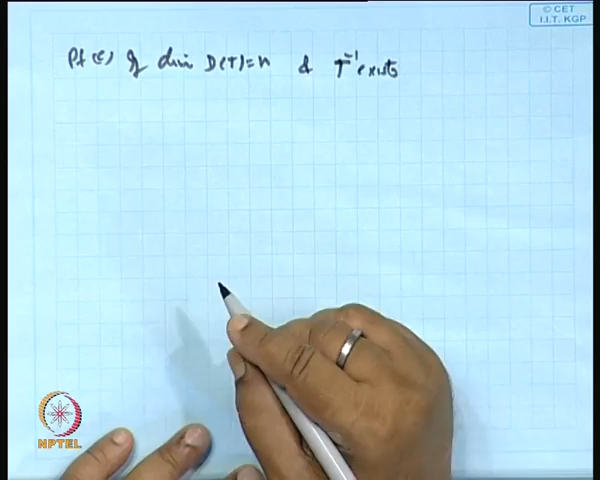 © CET
I.I.T. KGP
Pf (c) If dim D(T)=n & T⁻¹ exists
NPTEL